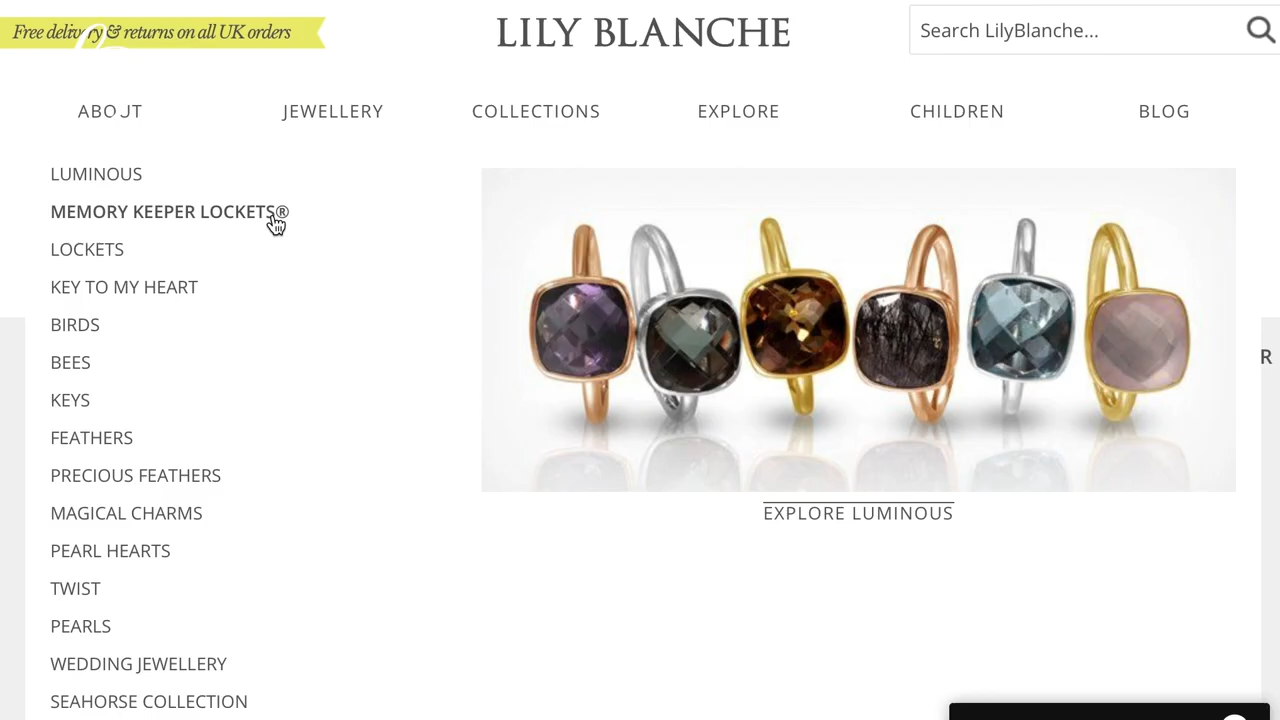 Free delivery & returns on all UK orders
LILY BLANCHE
Search LilyBlanche...
ABOUT
JEWELLERY
COLLECTIONS
EXPLORE
CHILDREN
BLOG
LUMINOUS
MEMORY KEEPER LOCKETS®
LOCKETS
KEY TO MY HEART
BIRDS
BEES
KEYS
FEATHERS
PRECIOUS FEATHERS
MAGICAL CHARMS
PEARL HEARTS
TWIST
PEARLS
WEDDING JEWELLERY
SEAHORSE COLLECTION
EXPLORE LUMINOUS
R